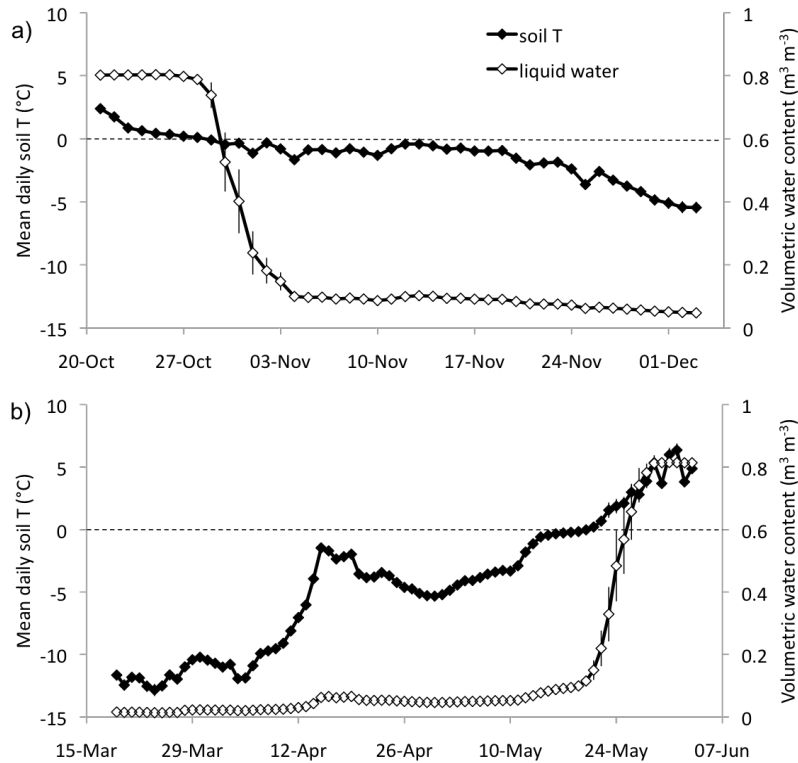 a)
Mean daily soil T (°C)
10
5
0
-5
-10
-15
soil T
liquid water
1
0.8
0.6
0.4
0.2
0
Volumetric water content (m³ m⁻³)
20-Oct 27-Oct 03-Nov 10-Nov 17-Nov 24-Nov 01-Dec
b)
Mean daily soil T (°C)
10
5
0
-5
-10
-15
1
0.8
0.6
0.4
0.2
0
Volumetric water content (m³ m⁻³)
15-Mar 29-Mar 12-Apr 26-Apr 10-May 24-May 07-Jun